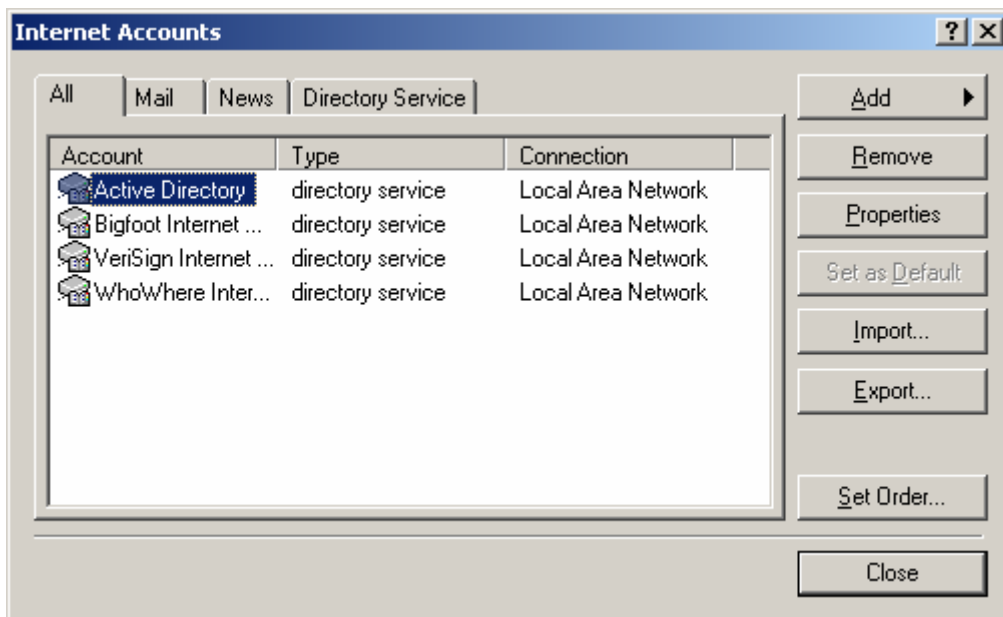 Internet Accounts
All Mail News Directory Service
Account Type Connection
Active Directory directory service Local Area Network
Bigfoot Internet ... directory service Local Area Network
VeriSign Internet ... directory service Local Area Network
WhoWhere Inter... directory service Local Area Network
Add
Remove
Properties
Set as Default
Import...
Export...
Set Order...
Close